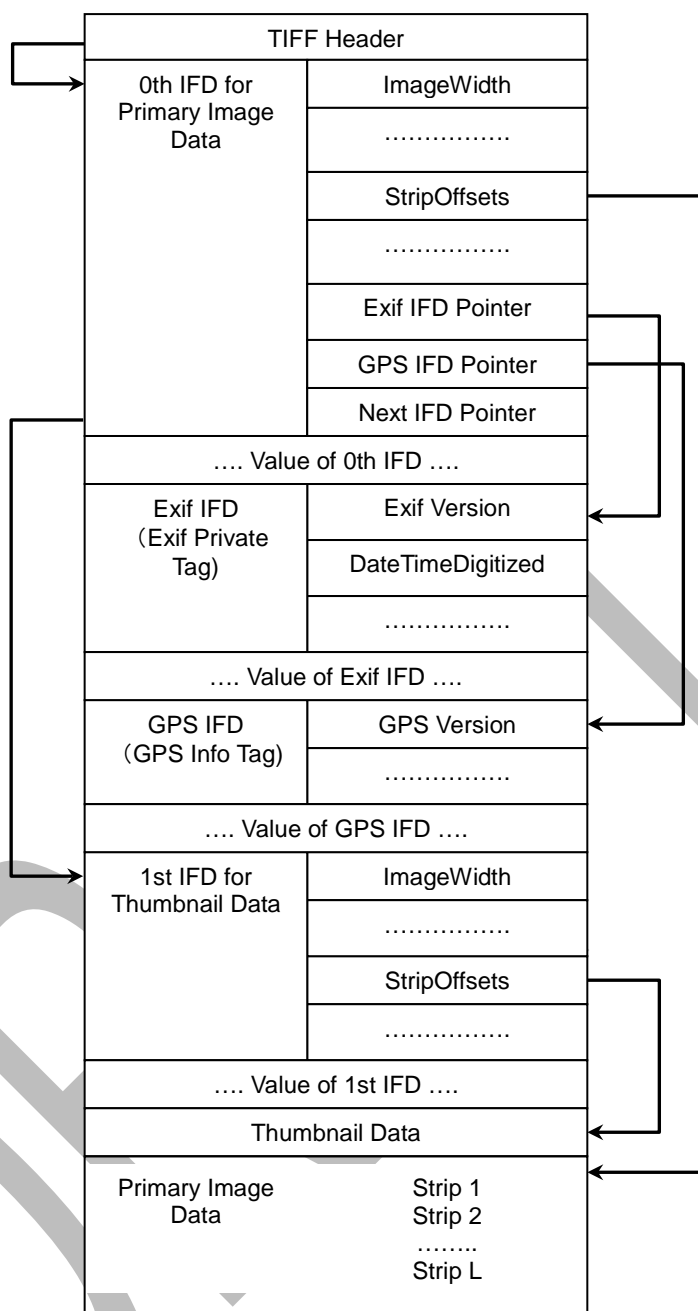 TIFF Header
0th IFD for
Primary Image
Data
ImageWidth
…………….
StripOffsets
…………….
Exif IFD Pointer
GPS IFD Pointer
Next IFD Pointer
…. Value of 0th IFD ….
Exif IFD
（Exif Private
Tag)
Exif Version
DateTimeDigitized
…………….
…. Value of Exif IFD ….
GPS IFD
（GPS Info Tag)
GPS Version
…………….
…. Value of GPS IFD ….
1st IFD for
Thumbnail Data
ImageWidth
…………….
StripOffsets
…………….
…. Value of 1st IFD ….
Thumbnail Data
Primary Image
Data
Strip 1
Strip 2
……..
Strip L